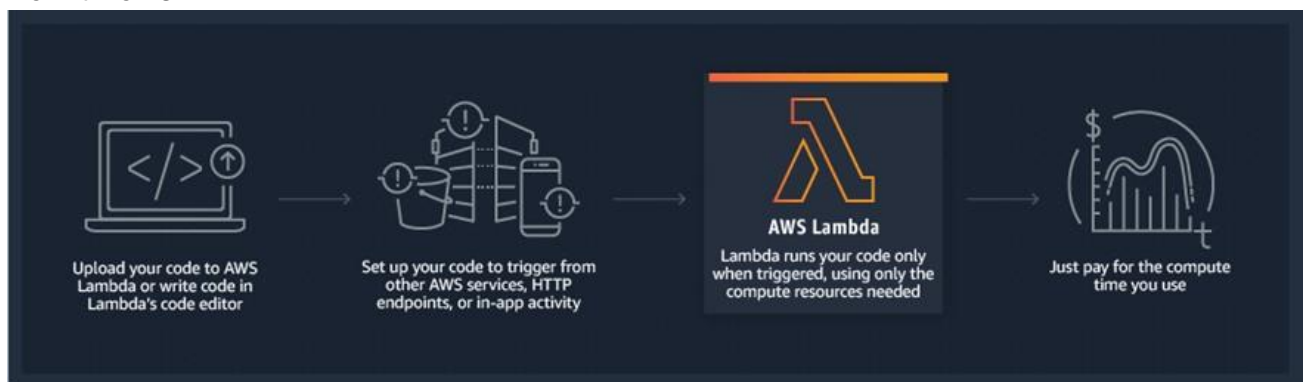 </>
Upload your code to AWS
Lambda or write code in
Lambda's code editor
Set up your code to trigger from
other AWS services, HTTP
endpoints, or in-app activity
AWS Lambda
Lambda runs your code only
when triggered, using only the
compute resources needed
$
t
Just pay for the compute
time you use